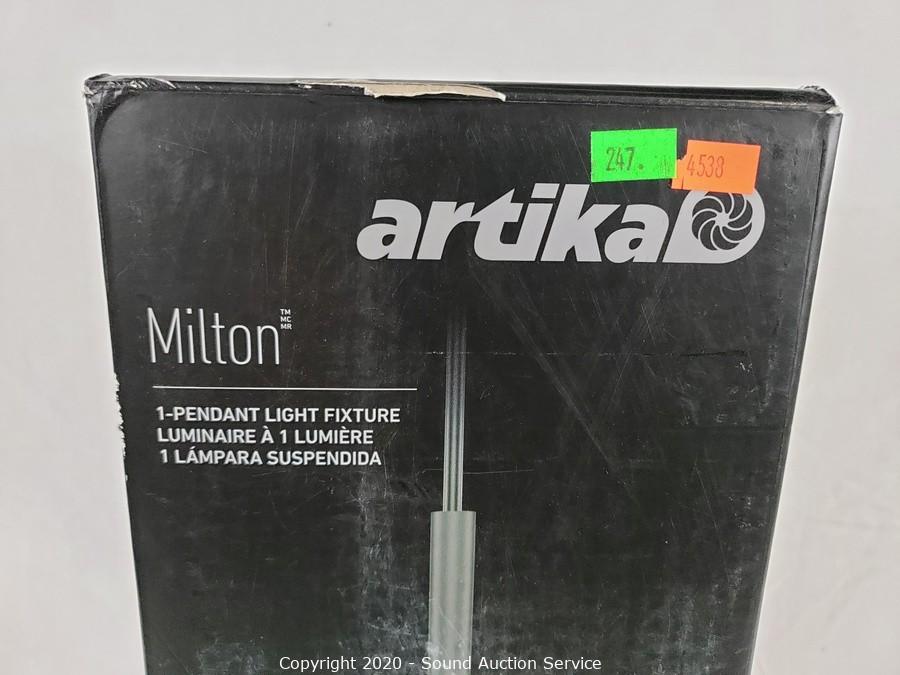 247.
4538
artika
Milton
TM
MC
MR
1-PENDANT LIGHT FIXTURE
LUMINAIRE À 1 LUMIÈRE
1 LÁMPARA SUSPENDIDA
Copyright 2020 - Sound Auction Service